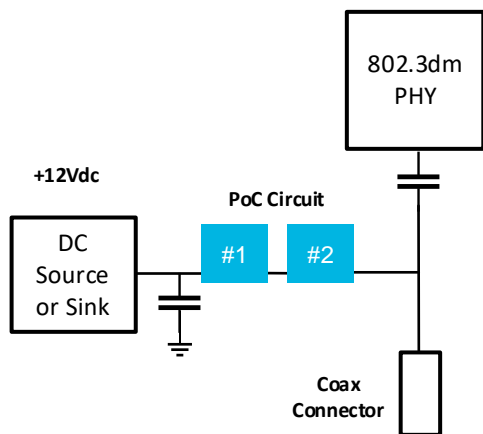 802.3dm
PHY
+12Vdc
PoC Circuit
DC
Source
or Sink
#1
#2
Coax
Connector